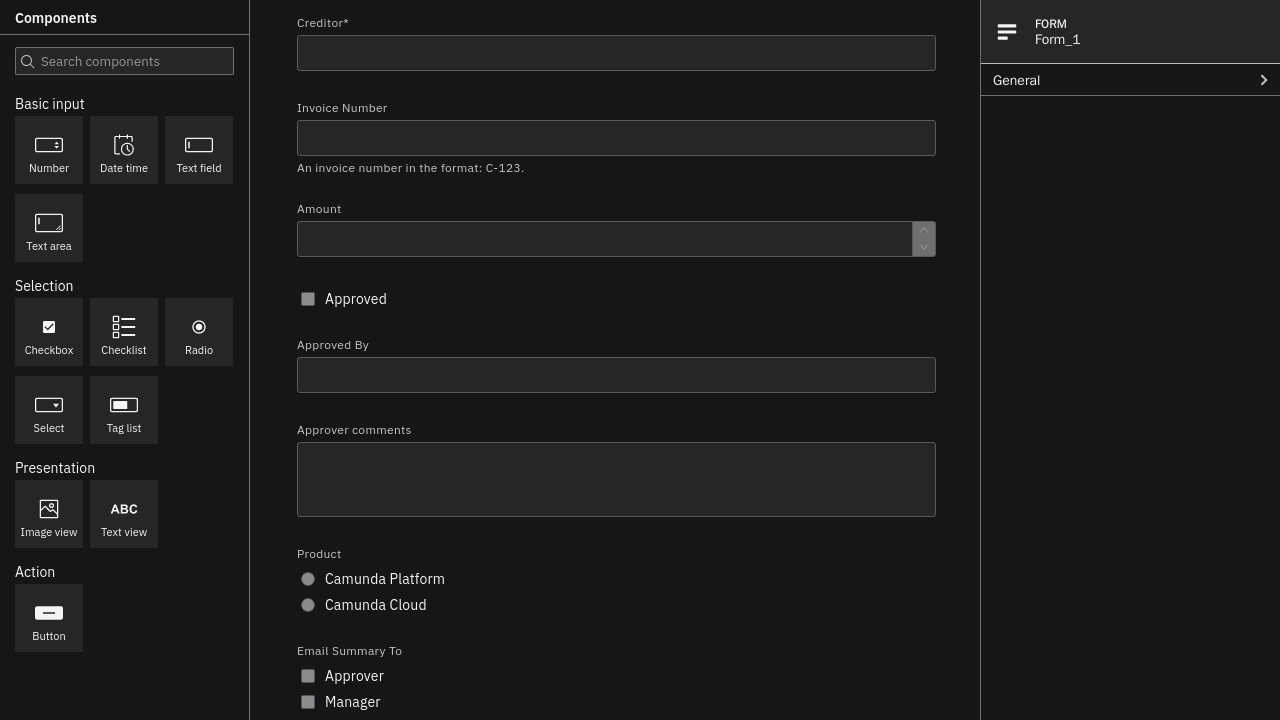 Components
Search components
Basic input
Number
Date time
Text field
Text area
Selection
Checkbox
Checklist
Radio
Select
Tag list
Presentation
Image view
ABC
Text view
Action
Button
Creditor*
Invoice Number
An invoice number in the format: C-123.
Amount
Approved
Approved By
Approver comments
Product
Camunda Platform
Camunda Cloud
Email Summary To
Approver
Manager
FORM
Form_1
General